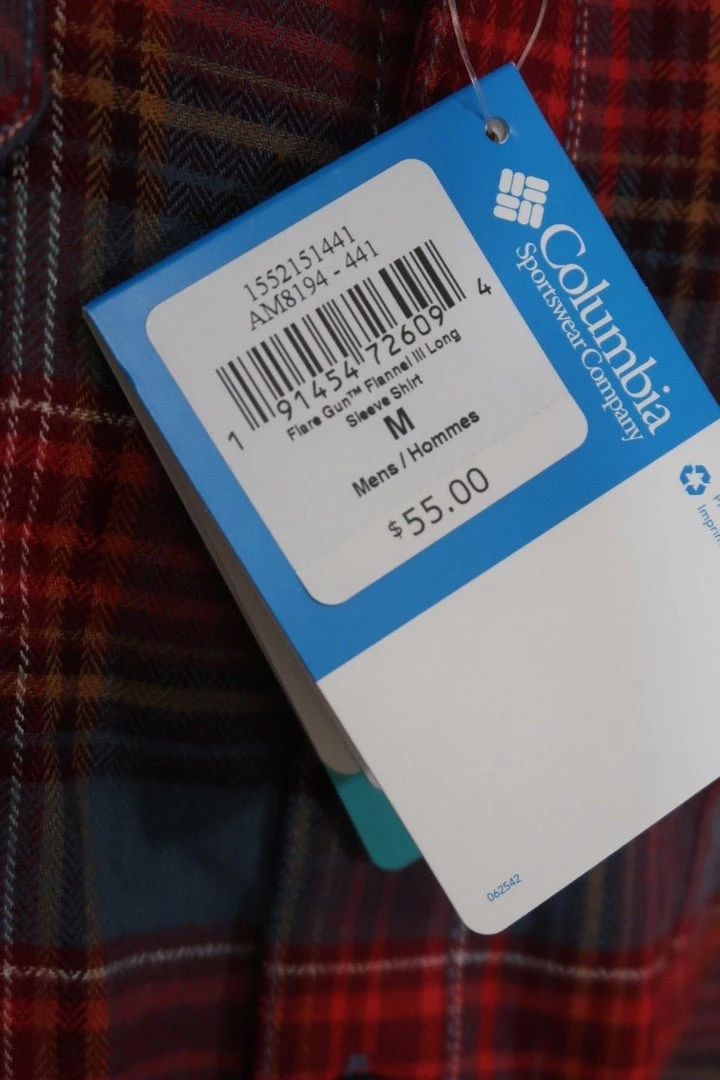 1552151441
AM8194 - 441
1 91454 72609 4
Flare Gun™ Flannel III Long
Sleeve Shirt
M
Mens / Hommes
$55.00
Columbia
Sportswear Company
062542